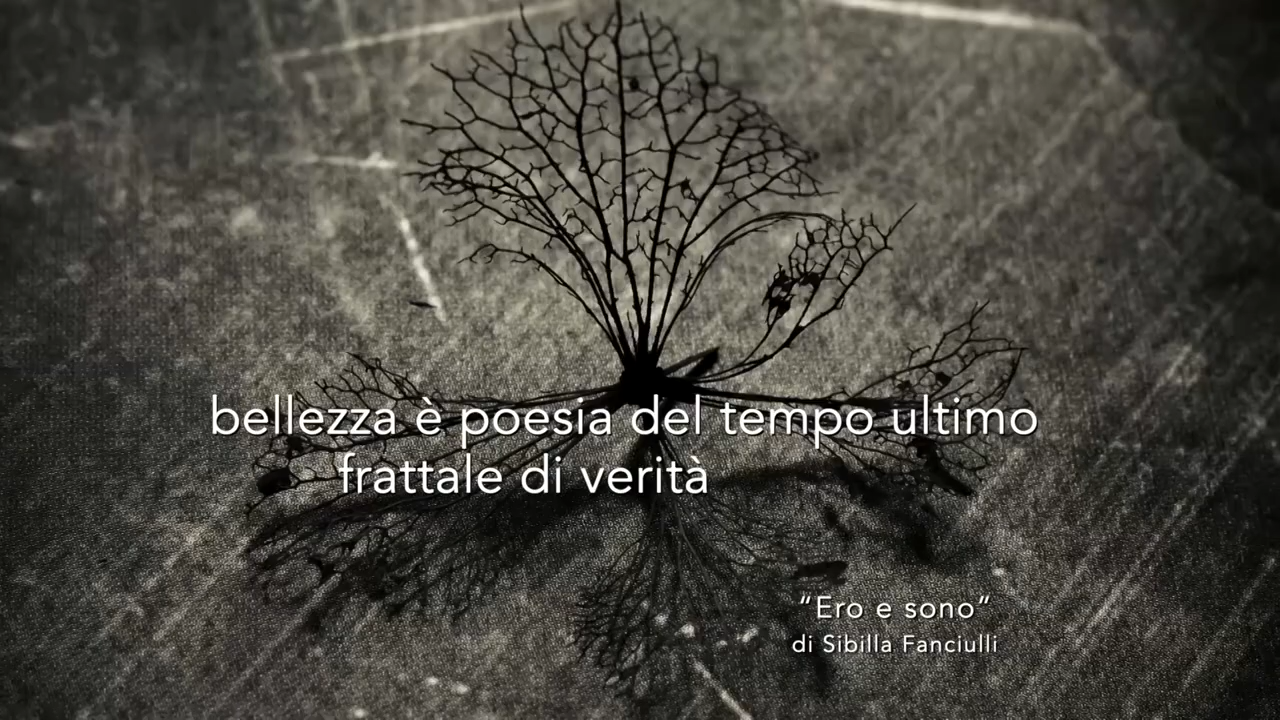 bellezza è poesia del tempo ultimo
frattale di verità
“Ero e sono”
di Sibilla Fanciulli